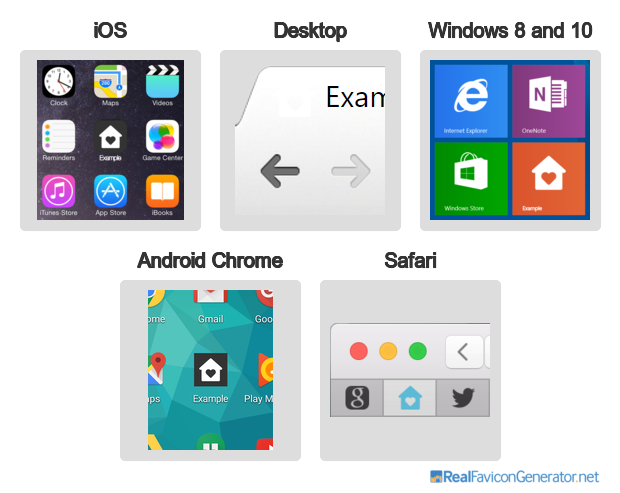 iOS
Desktop
Windows 8 and 10
Clock
Maps
Videos
Reminders
Example
Game Center
iTunes Store
App Store
iBooks
Exam
Internet Explorer
OneNote
Windows Store
Example
Android Chrome
Safari
ome
Gmail
Goo
aps
Example
Play M
RealFaviconGenerator.net